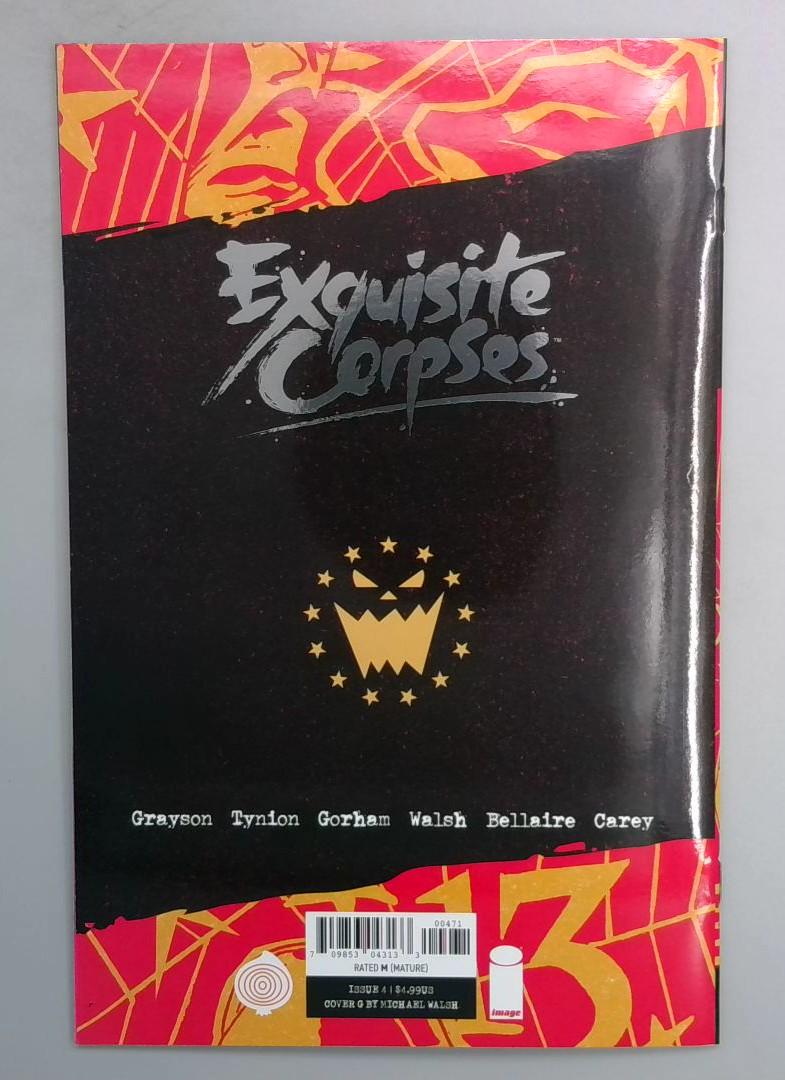 Exquisite
Corpses™
Grayson Tynion Gorham Walsh Bellaire Carey
13
00471
7 09853 04313 3
RATED M (MATURE)
ISSUE 4 | $4.99US
COVER G BY MICHAEL WALSH
image